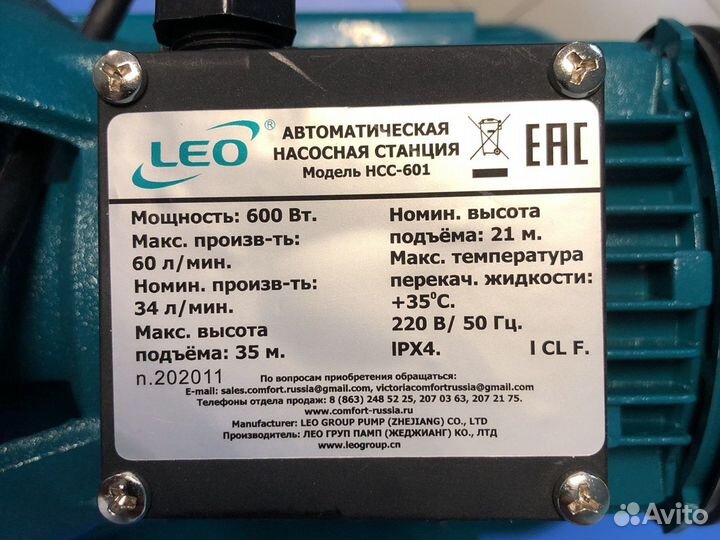 LEO ®
АВТОМАТИЧЕСКАЯ
НАСОСНАЯ СТАНЦИЯ
Модель НСС-601
EAC
Мощность: 600 Вт.
Макс. произв-ть:
60 л/мин.
Номин. произв-ть:
34 л/мин.
Макс. высота
подъёма: 35 м.
n.202011
Номин. высота
подъёма: 21 м.
Макс. температура
перекач. жидкости:
+35°С.
220 В/ 50 Гц.
IPX4. I CL F.
По вопросам приобретения обращаться:
E-mail: sales.comfort.russia@gmail.com, victoriacomfortrussia@gmail.com
Телефоны отдела продаж: 8 (863) 248 52 25, 207 03 63, 207 21 75.
www.comfort-russia.ru
Manufacturer: LEO GROUP PUMP (ZHEJIANG) CO., LTD
Производитель: ЛЕО ГРУП ПАМП (ЖЕДЖИАНГ) КО., ЛТД
www.leogroup.cn
Avito